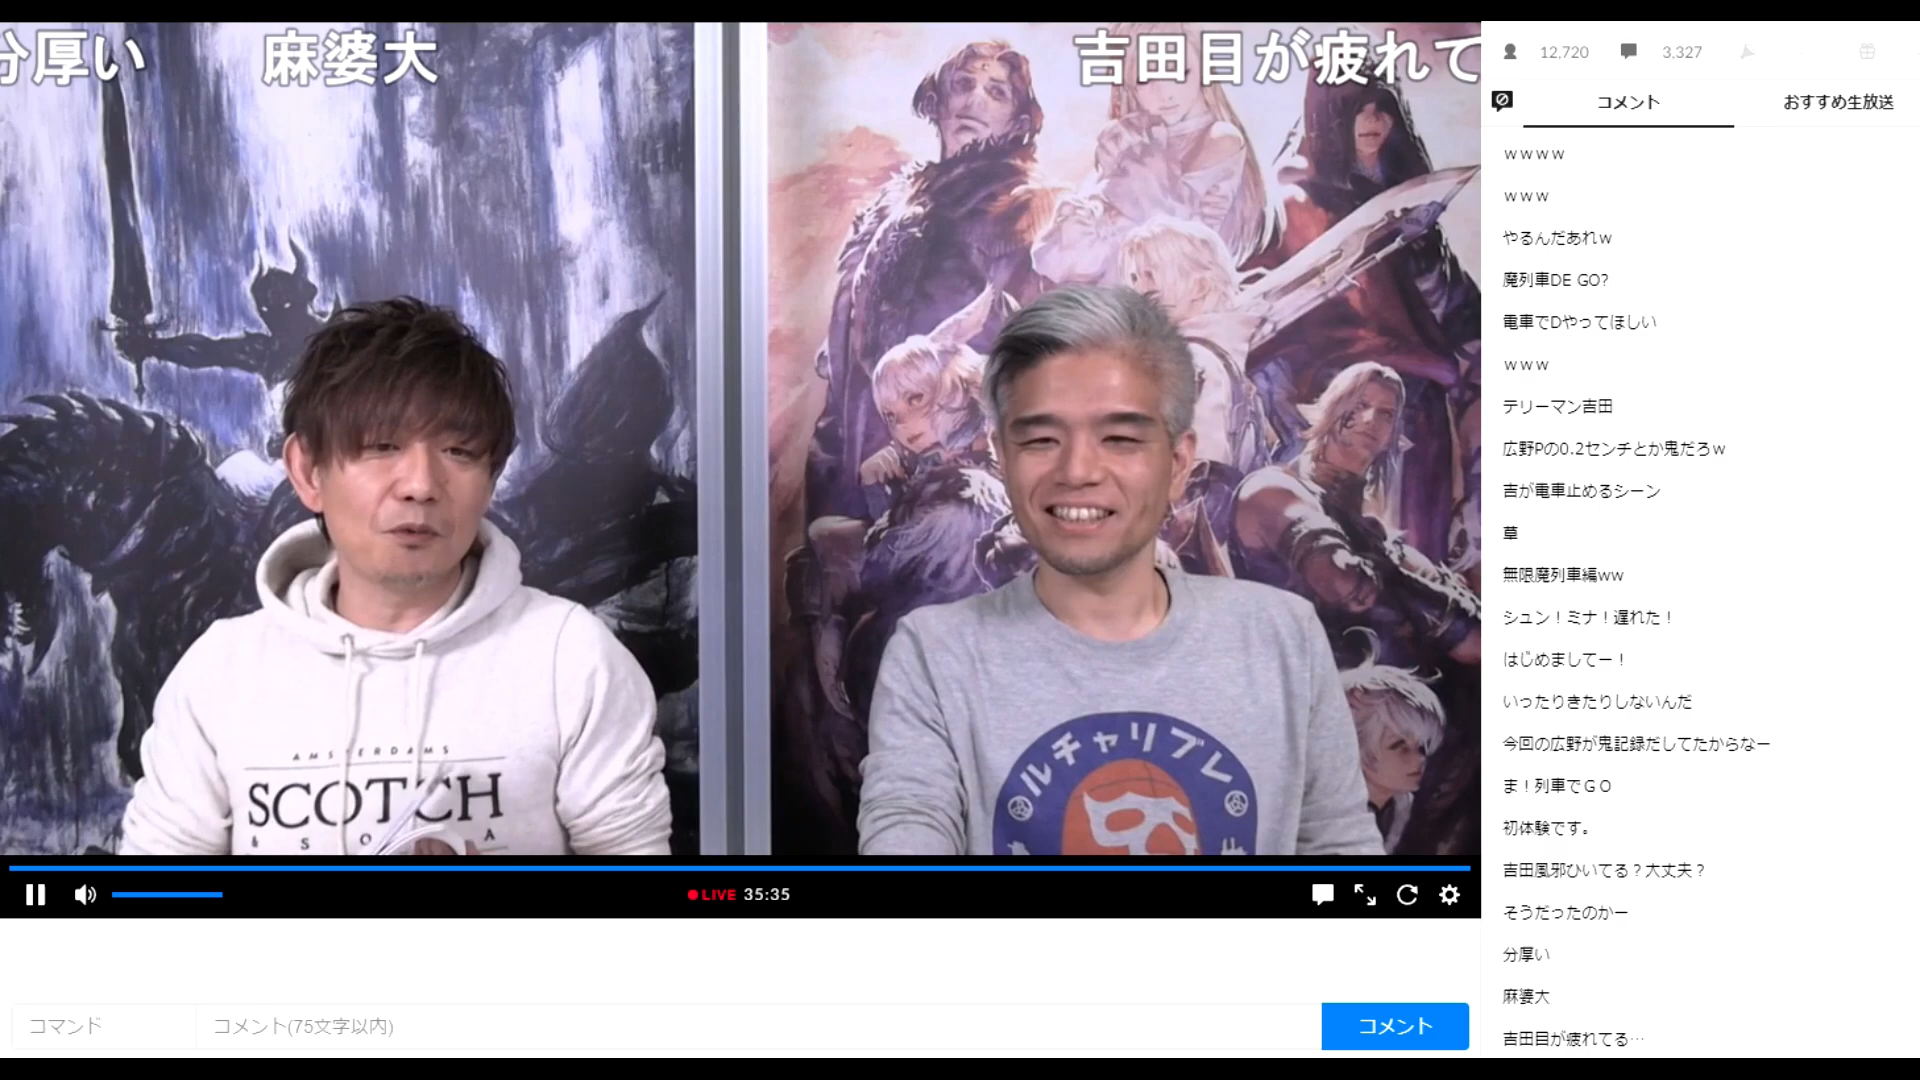 分厚い
麻婆大
吉田目が疲れて
AMSTERDAMS
SCOTCH
& SO A
ルチャリブレ
LIVE 35:35
コマンド
コメント(75文字以内)
コメント
12,720
3,327
コメント
おすすめ生放送
ｗｗｗｗ
ｗｗｗ
やるんだあれｗ
魔列車DE GO?
電車でDやってほしい
ｗｗｗ
テリーマン吉田
広野Pの0.2センチとか鬼だろｗ
吉が電車止めるシーン
草
無限魔列車編ww
シュン！ミナ！遅れた！
はじめましてー！
いったりきたりしないんだ
今回の広野が鬼記録だしてたからなー
ま！列車でＧＯ
初体験です。
吉田風邪ひいてる？大丈夫？
そうだったのかー
分厚い
麻婆大
吉田目が疲れてる…